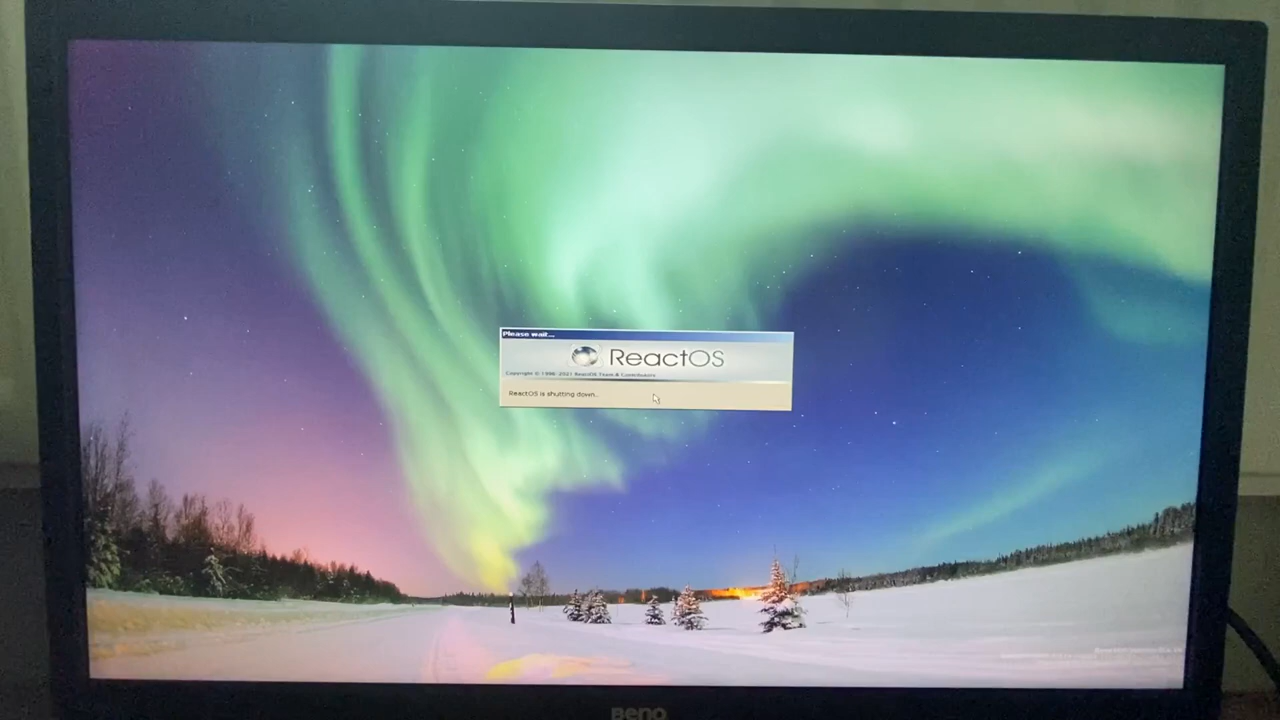 Please wait...
ReactOS
Copyright © 1996-2021 ReactOS Team & Contributors
ReactOS is shutting down..
BenQ